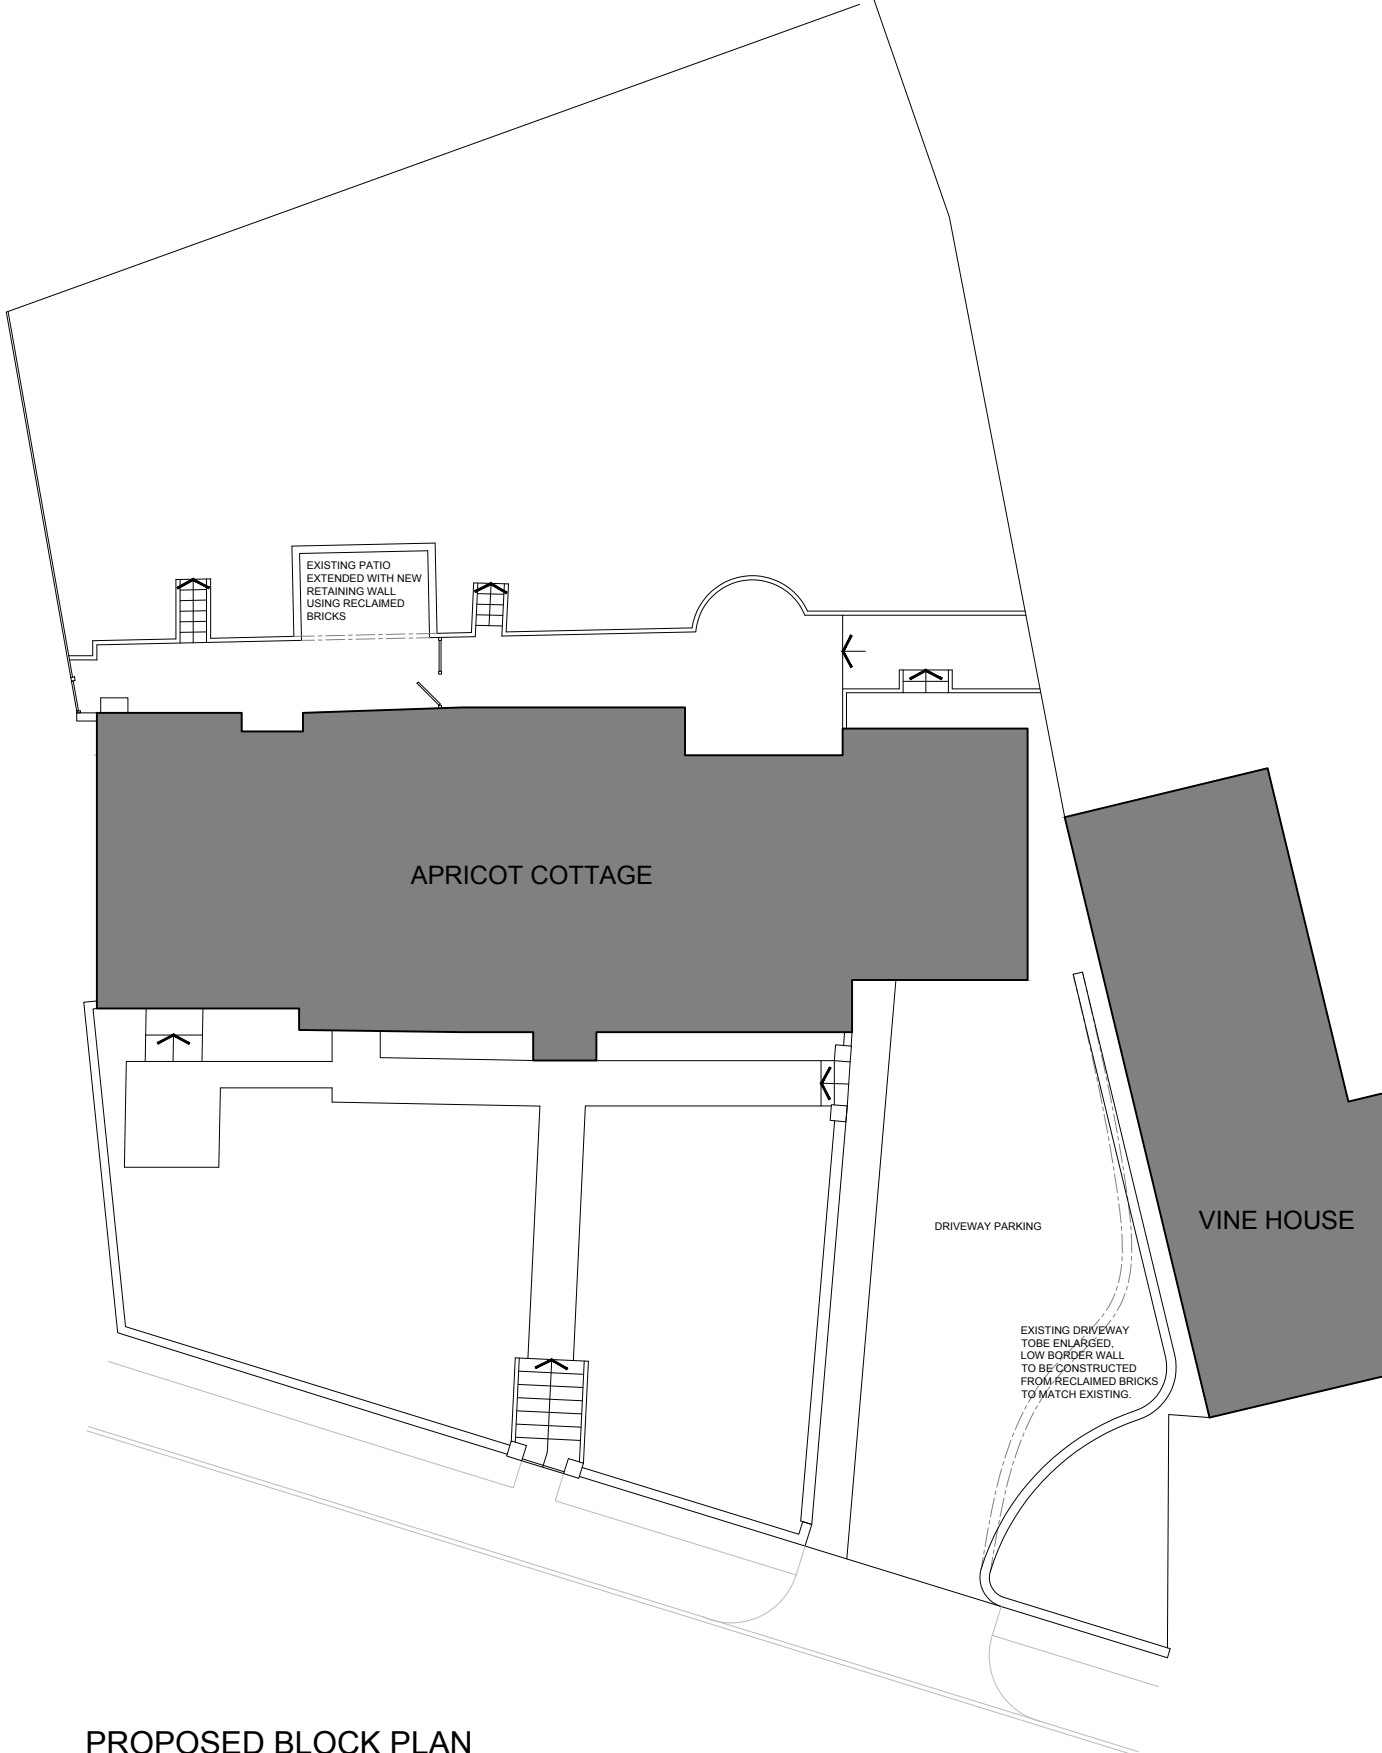 EXISTING PATIO
EXTENDED WITH NEW
RETAINING WALL
USING RECLAIMED
BRICKS
APRICOT COTTAGE
VINE HOUSE
DRIVEWAY PARKING
EXISTING DRIVEWAY
TOBE ENLARGED,
LOW BORDER WALL
TO BE CONSTRUCTED
FROM RECLAIMED BRICKS
TO MATCH EXISTING.
PROPOSED BLOCK PLAN